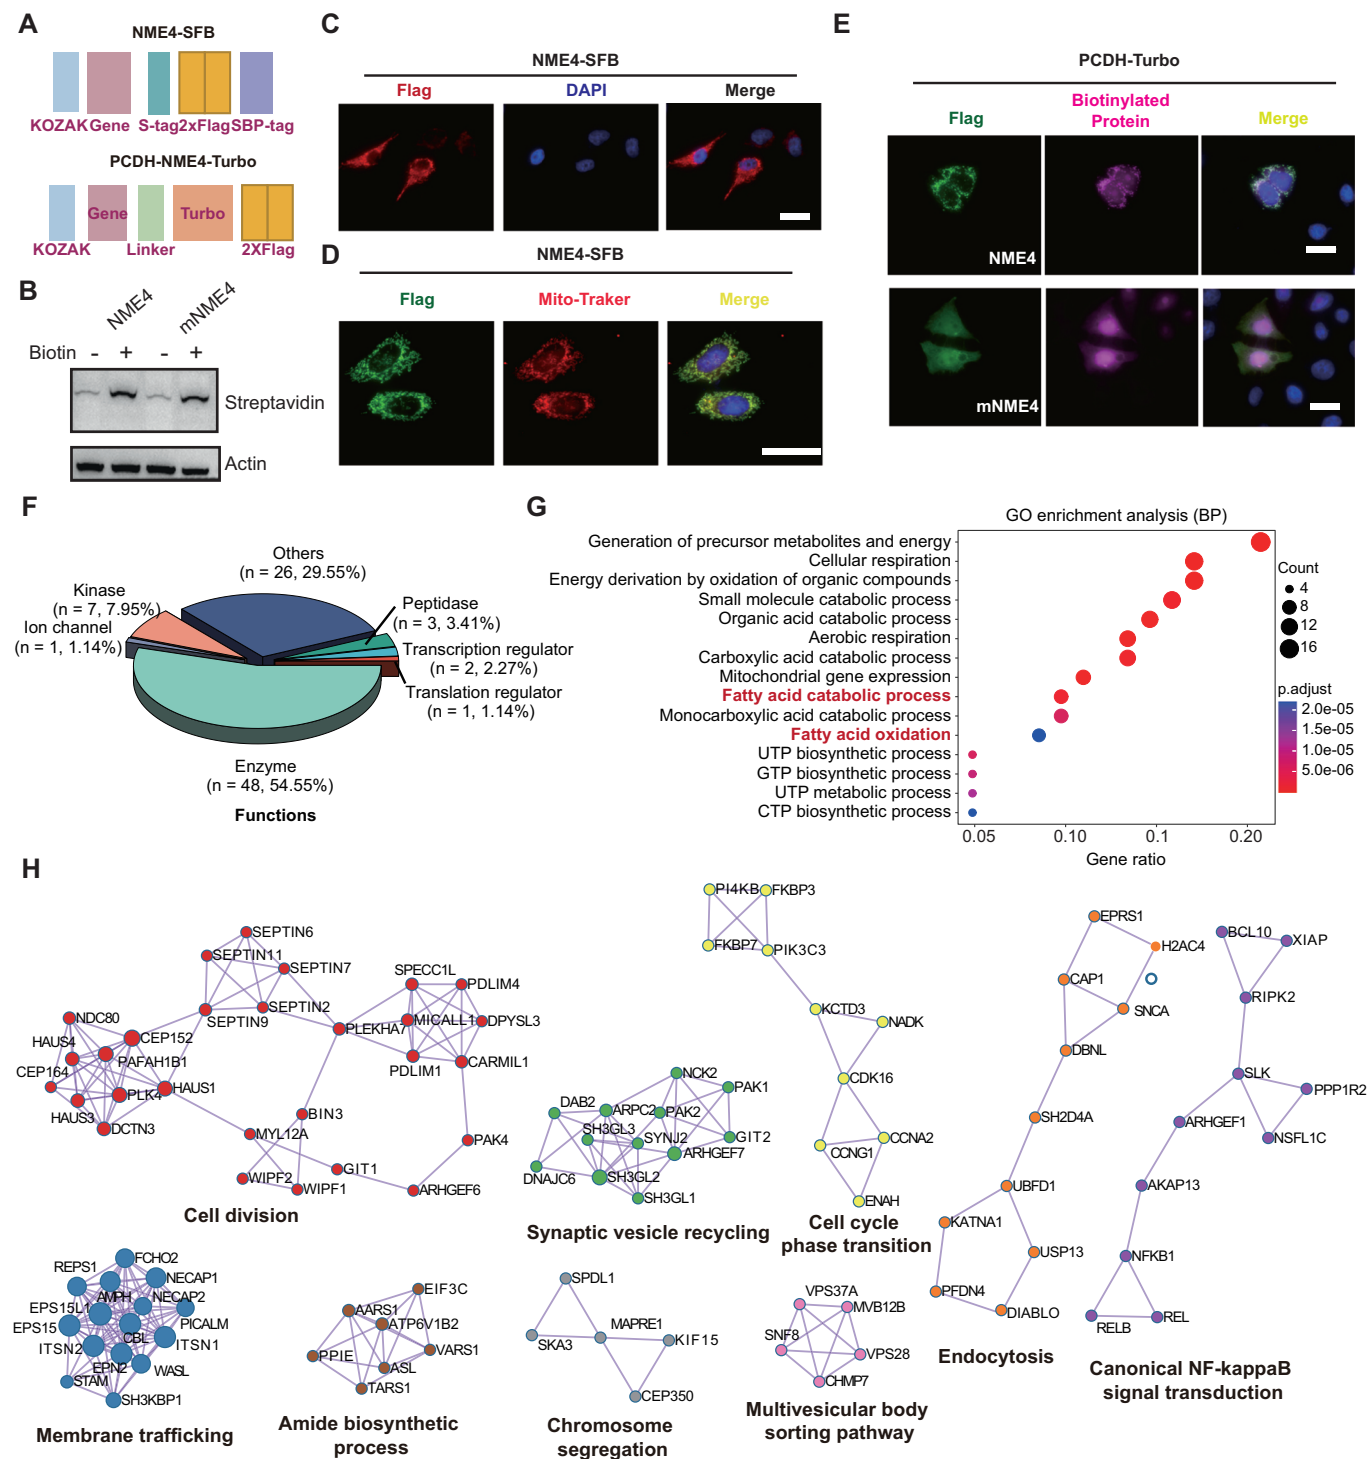 A
NME4-SFB
KOZAK Gene S-tag 2xFlag SBP-tag
PCDH-NME4-Turbo
Gene Turbo
KOZAK Linker 2XFlag
B
NME4 mNME4
Biotin - + - +
Streptavidin
Actin
C
NME4-SFB
Flag DAPI Merge
D
NME4-SFB
Flag Mito-Traker Merge
E
PCDH-Turbo
Flag Biotinylated Protein Merge
NME4
mNME4
F
Others
(n = 26, 29.55%)
Kinase
(n = 7, 7.95%)
Ion channel
(n = 1, 1.14%)
Peptidase
(n = 3, 3.41%)
Transcription regulator
(n = 2, 2.27%)
Translation regulator
(n = 1, 1.14%)
Enzyme
(n = 48, 54.55%)
Functions
G
GO enrichment analysis (BP)
Generation of precursor metabolites and energy
Cellular respiration
Energy derivation by oxidation of organic compounds
Small molecule catabolic process
Organic acid catabolic process
Aerobic respiration
Carboxylic acid catabolic process
Mitochondrial gene expression
Fatty acid catabolic process
Monocarboxylic acid catabolic process
Fatty acid oxidation
UTP biosynthetic process
GTP biosynthetic process
UTP metabolic process
CTP biosynthetic process
0.05 0.10 0.1 0.20
Gene ratio
Count
4
8
12
16
p.adjust
2.0e-05
1.5e-05
1.0e-05
5.0e-06
H
SEPTIN6
SEPTIN11
SEPTIN7
SEPTIN2
SEPTIN9
SPECC1L
PDLIM4
MICALL1
DPYSL3
PLEKHA7
PDLIM1
CARMIL1
NDC80
HAUS4
CEP152
CEP164
PAFAH1B1
PLK4
HAUS1
HAUS3
DCTN3
BIN3
MYL12A
PAK4
GIT1
WIPF2
WIPF1
ARHGEF6
Cell division
NCK2
PAK1
DAB2
ARPC2
PAK2
SH3GL3
SYNJ2
GIT2
ARHGEF7
DNAJC6
SH3GL2
SH3GL1
Synaptic vesicle recycling
PI4KB
FKBP3
FKBP7
PIK3C3
KCTD3
NADK
CDK16
CCNA2
CCNG1
ENAH
Cell cycle
phase transition
EPRS1
H2AC4
CAP1
SNCA
DBNL
SH2D4A
UBFD1
KATNA1
USP13
PFDN4
DIABLO
Endocytosis
BCL10
XIAP
RIPK2
SLK
PPP1R2
ARHGEF1
NSFL1C
AKAP13
NFKB1
RELB
REL
Canonical NF-kappaB
signal transduction
FCHO2
REPS1
NECAP1
AMPH
NECAP2
EPS15L1
PICALM
EPS15
CBL
ITSN1
ITSN2
EPN2
WASL
STAM
SH3KBP1
Membrane trafficking
EIF3C
AARS1
ATP6V1B2
PPIE
VARS1
ASL
TARS1
Amide biosynthetic
process
SPDL1
MAPRE1
SKA3
KIF15
CEP350
Chromosome
segregation
VPS37A
MVB12B
SNF8
VPS28
CHMP7
Multivesicular body
sorting pathway